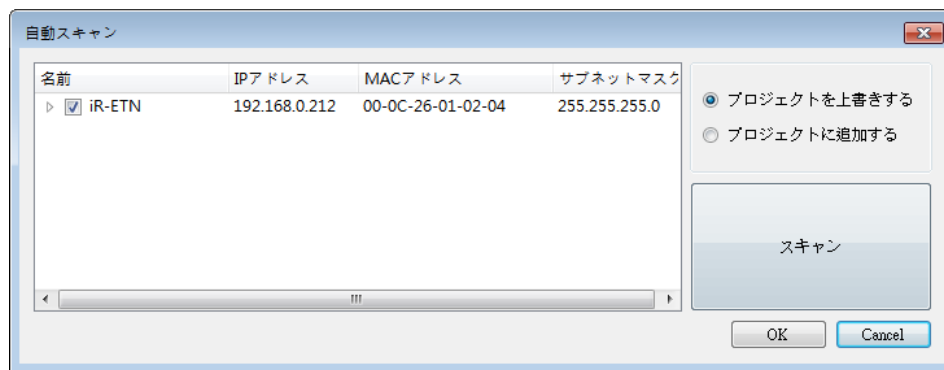 自動スキャン
名前 IPアドレス MACアドレス サブネットマスク
iR-ETN 192.168.0.212 00-0C-26-01-02-04 255.255.255.0
プロジェクトを上書きする
プロジェクトに追加する
スキャン
OK Cancel